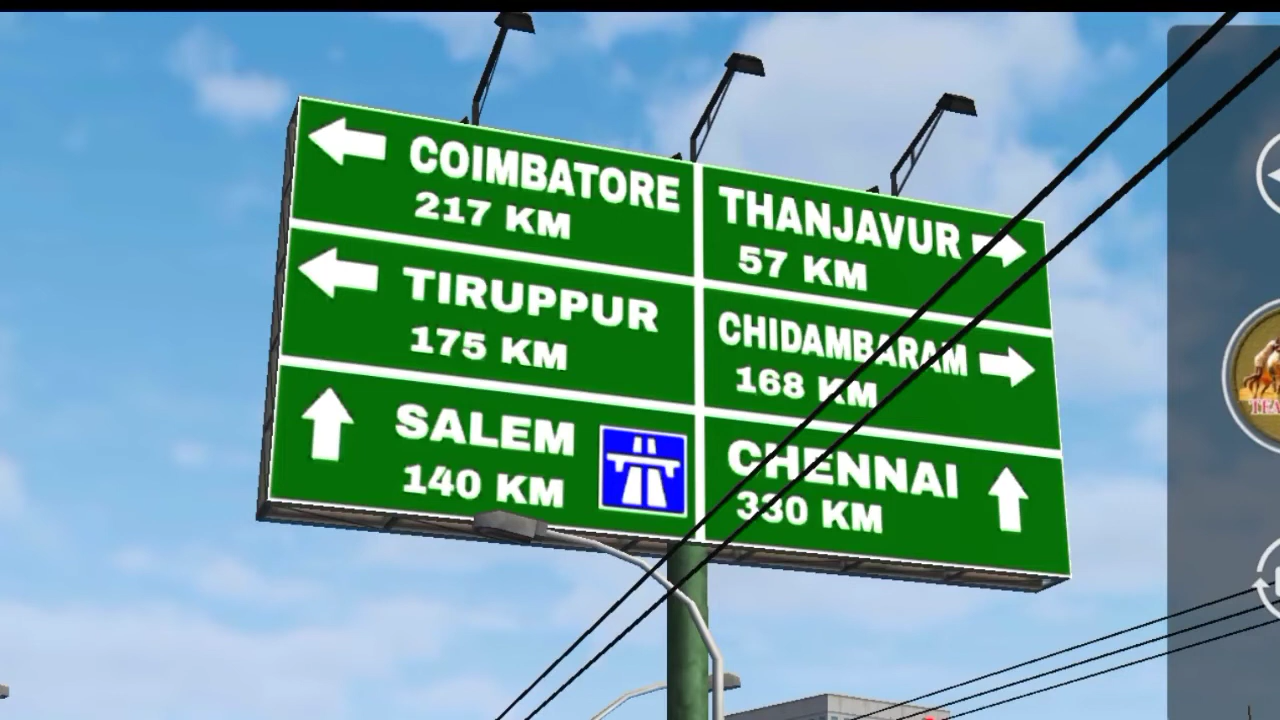 COIMBATORE
217 KM
TIRUPPUR
175 KM
SALEM
140 KM
THANJAVUR
57 KM
CHIDAMBARAM
168 KM
CHENNAI
330 KM